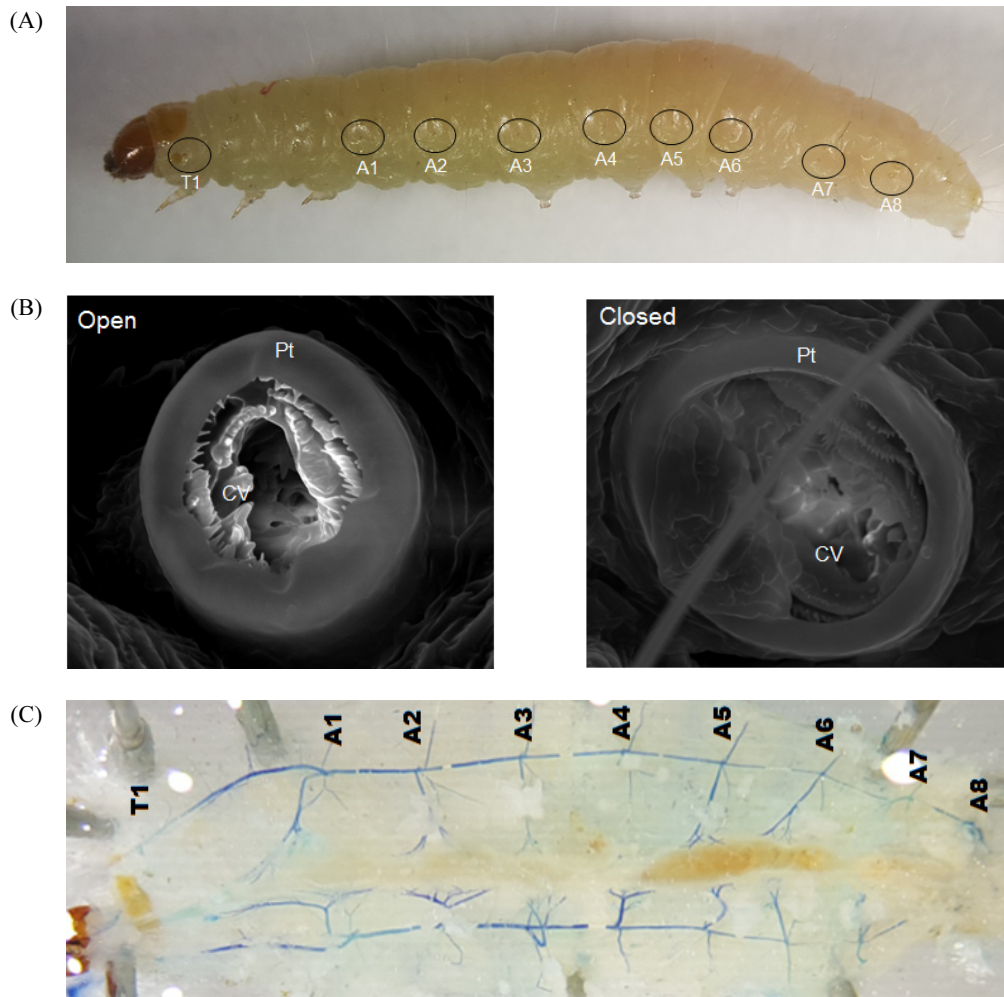 (A)
T1
A1
A2
A3
A4
A5
A6
A7
A8
(B)
Open
Pt
CV
Closed
Pt
CV
(C)
T1
A1
A2
A3
A4
A5
A6
A7
A8